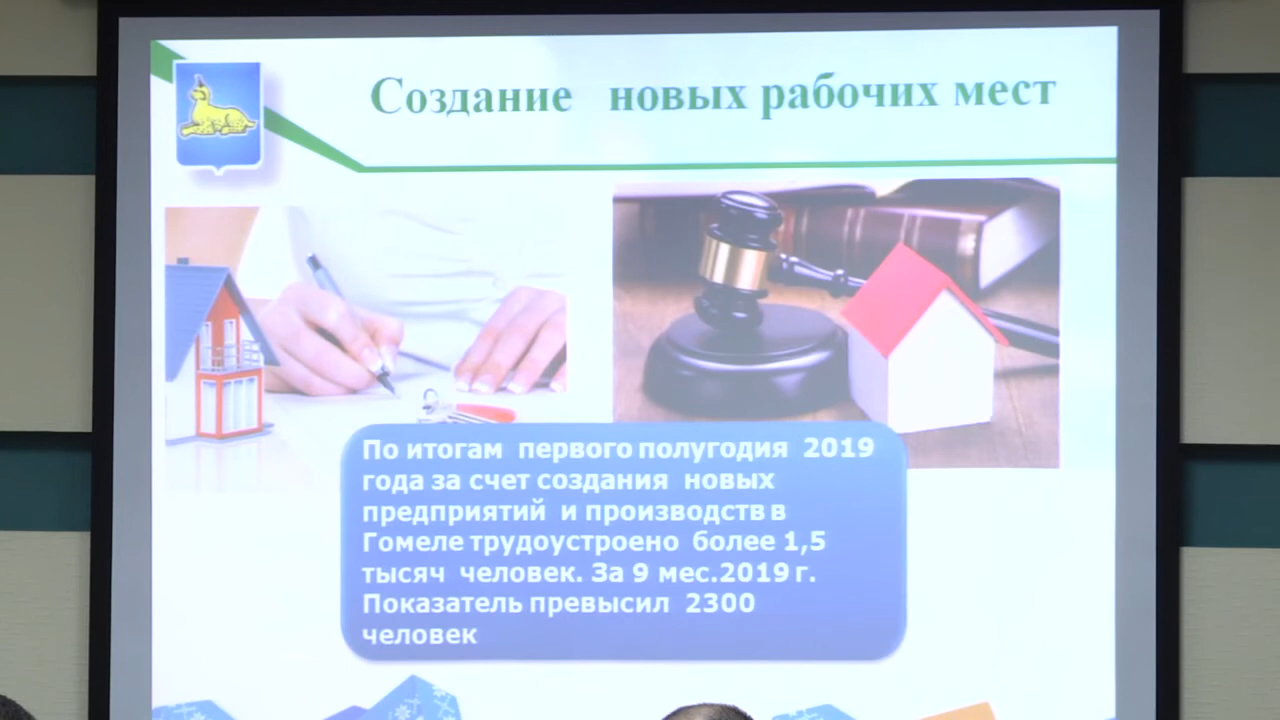 Создание новых рабочих мест
По итогам первого полугодия 2019
года за счет создания новых
предприятий и производств в
Гомеле трудоустроено более 1,5
тысяч человек. За 9 мес.2019 г.
Показатель превысил 2300
человек